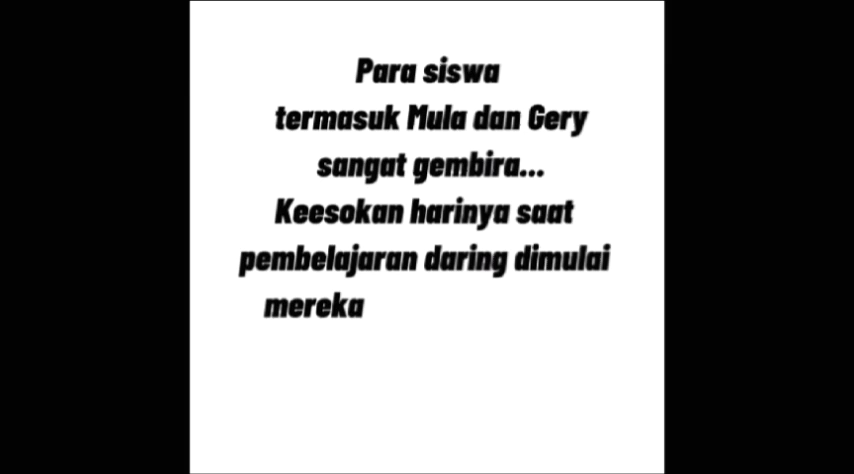 Para siswa
termasuk Mula dan Gery
sangat gembira...
Keesokan harinya saat
pembelajaran daring dimulai
mereka